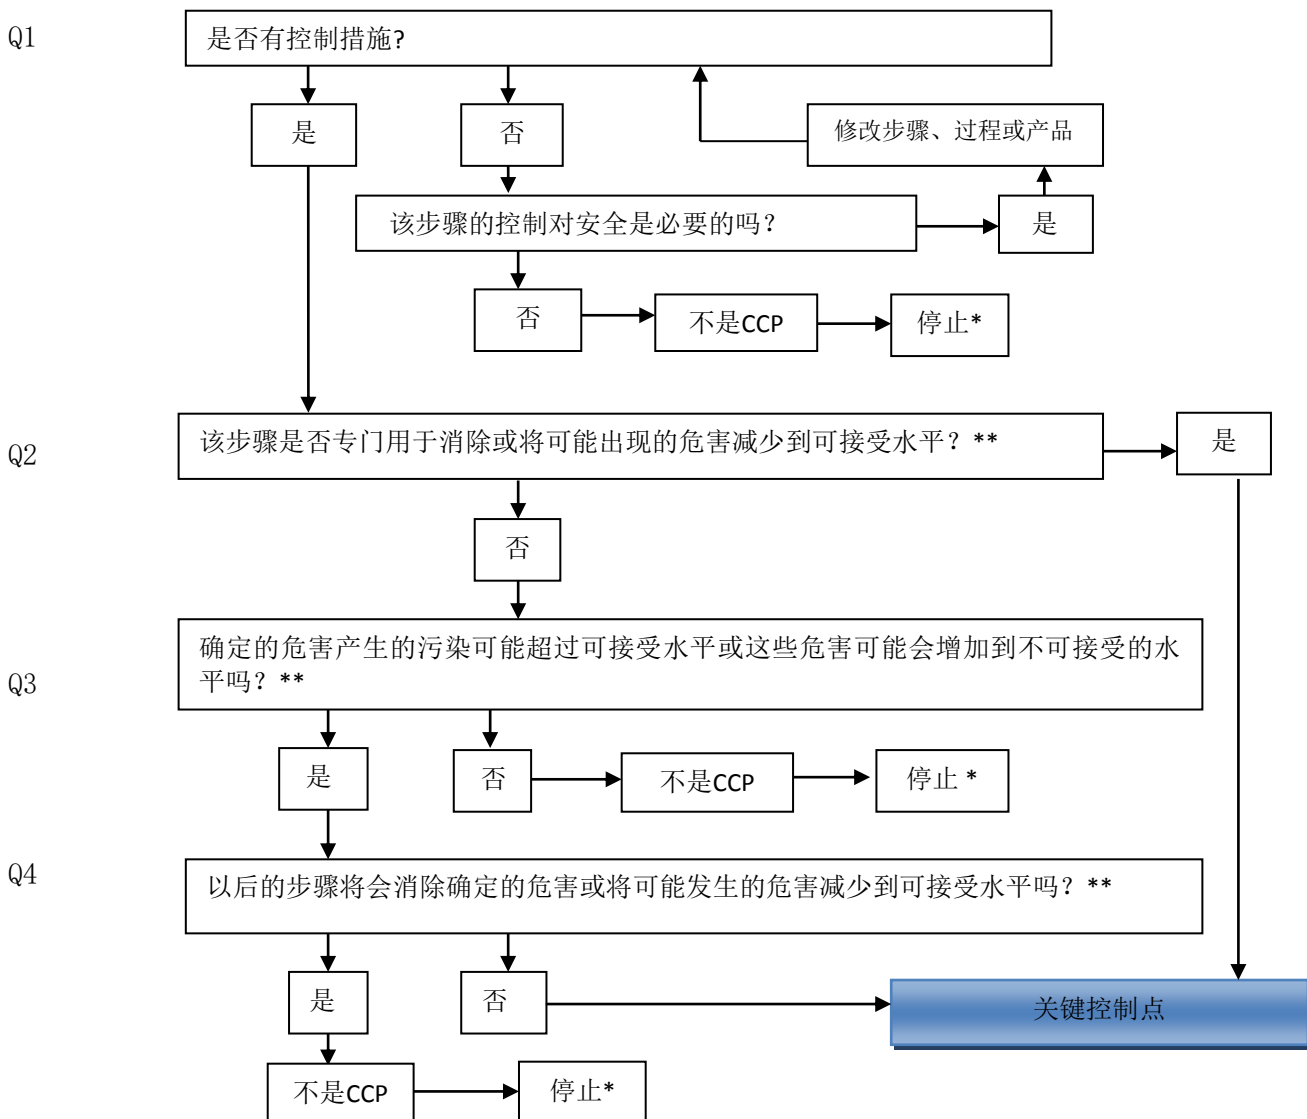 Q1
是否有控制措施?
是
否
修改步骤、过程或产品
该步骤的控制对安全是必要的吗？
是
否
不是CCP
停止*
Q2
该步骤是否专门用于消除或将可能出现的危害减少到可接受水平？**
是
否
Q3
确定的危害产生的污染可能超过可接受水平或这些危害可能会增加到不可接受的水
平吗？**
是
否
不是CCP
停止 *
Q4
以后的步骤将会消除确定的危害或将可能发生的危害减少到可接受水平吗？**
是
否
关键控制点
不是CCP
停止*